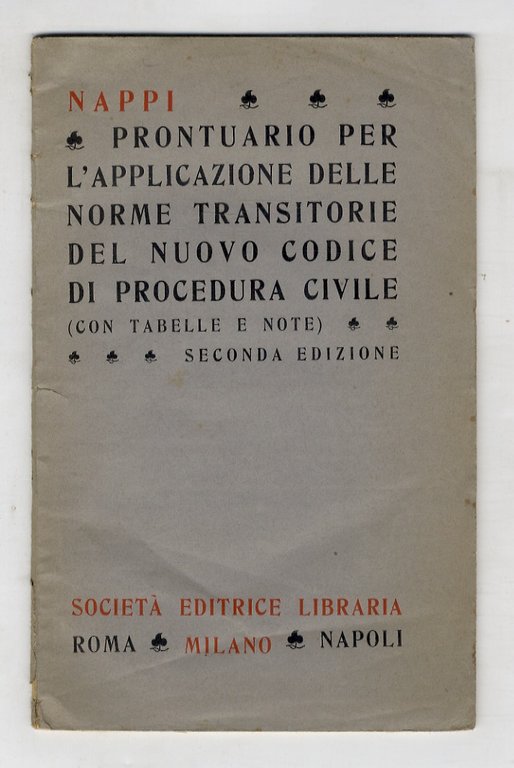 NAPPI
PRONTUARIO PER
L'APPLICAZIONE DELLE
NORME TRANSITORIE
DEL NUOVO CODICE
DI PROCEDURA CIVILE
(CON TABELLE E NOTE)
SECONDA EDIZIONE
SOCIETÀ EDITRICE LIBRARIA
ROMA MILANO NAPOLI